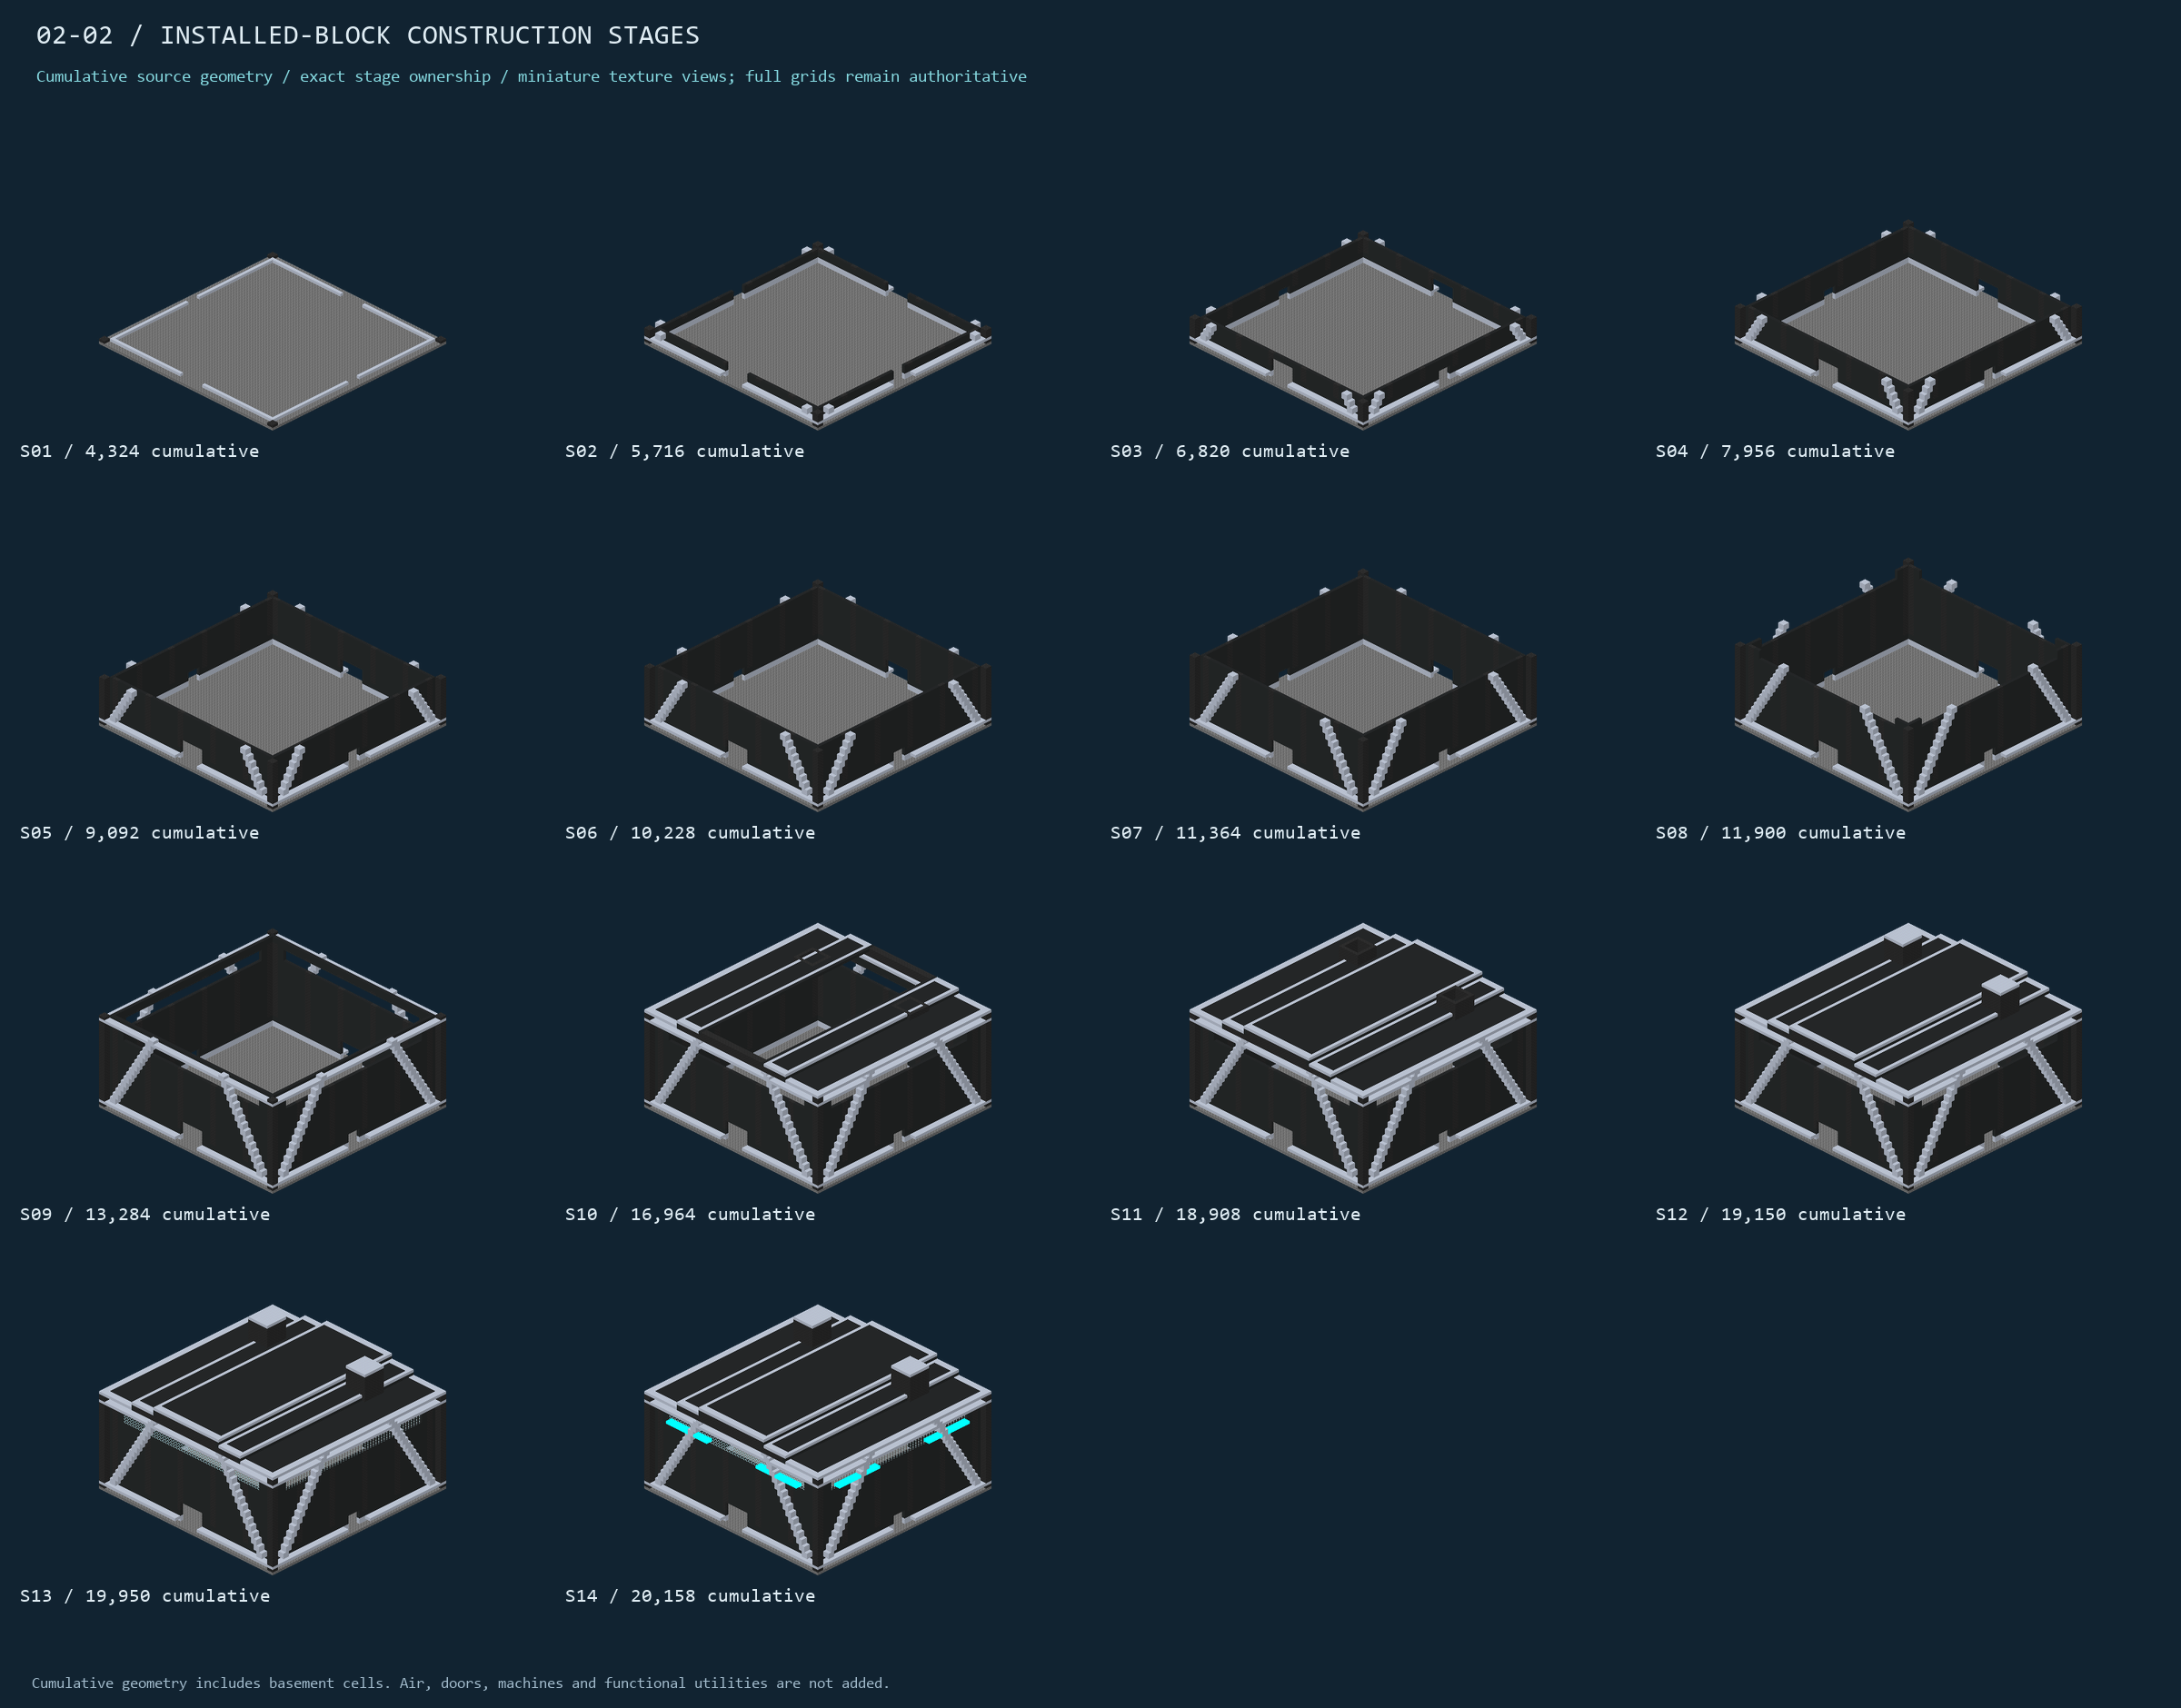 02-02 / INSTALLED-BLOCK CONSTRUCTION STAGES
Cumulative source geometry / exact stage ownership / miniature texture views; full grids remain authoritative
S01 / 4,324 cumulative
S02 / 5,716 cumulative
S03 / 6,820 cumulative
S04 / 7,956 cumulative
S05 / 9,092 cumulative
S06 / 10,228 cumulative
S07 / 11,364 cumulative
S08 / 11,900 cumulative
S09 / 13,284 cumulative
S10 / 16,964 cumulative
S11 / 18,908 cumulative
S12 / 19,150 cumulative
S13 / 19,950 cumulative
S14 / 20,158 cumulative
Cumulative geometry includes basement cells. Air, doors, machines and functional utilities are not added.